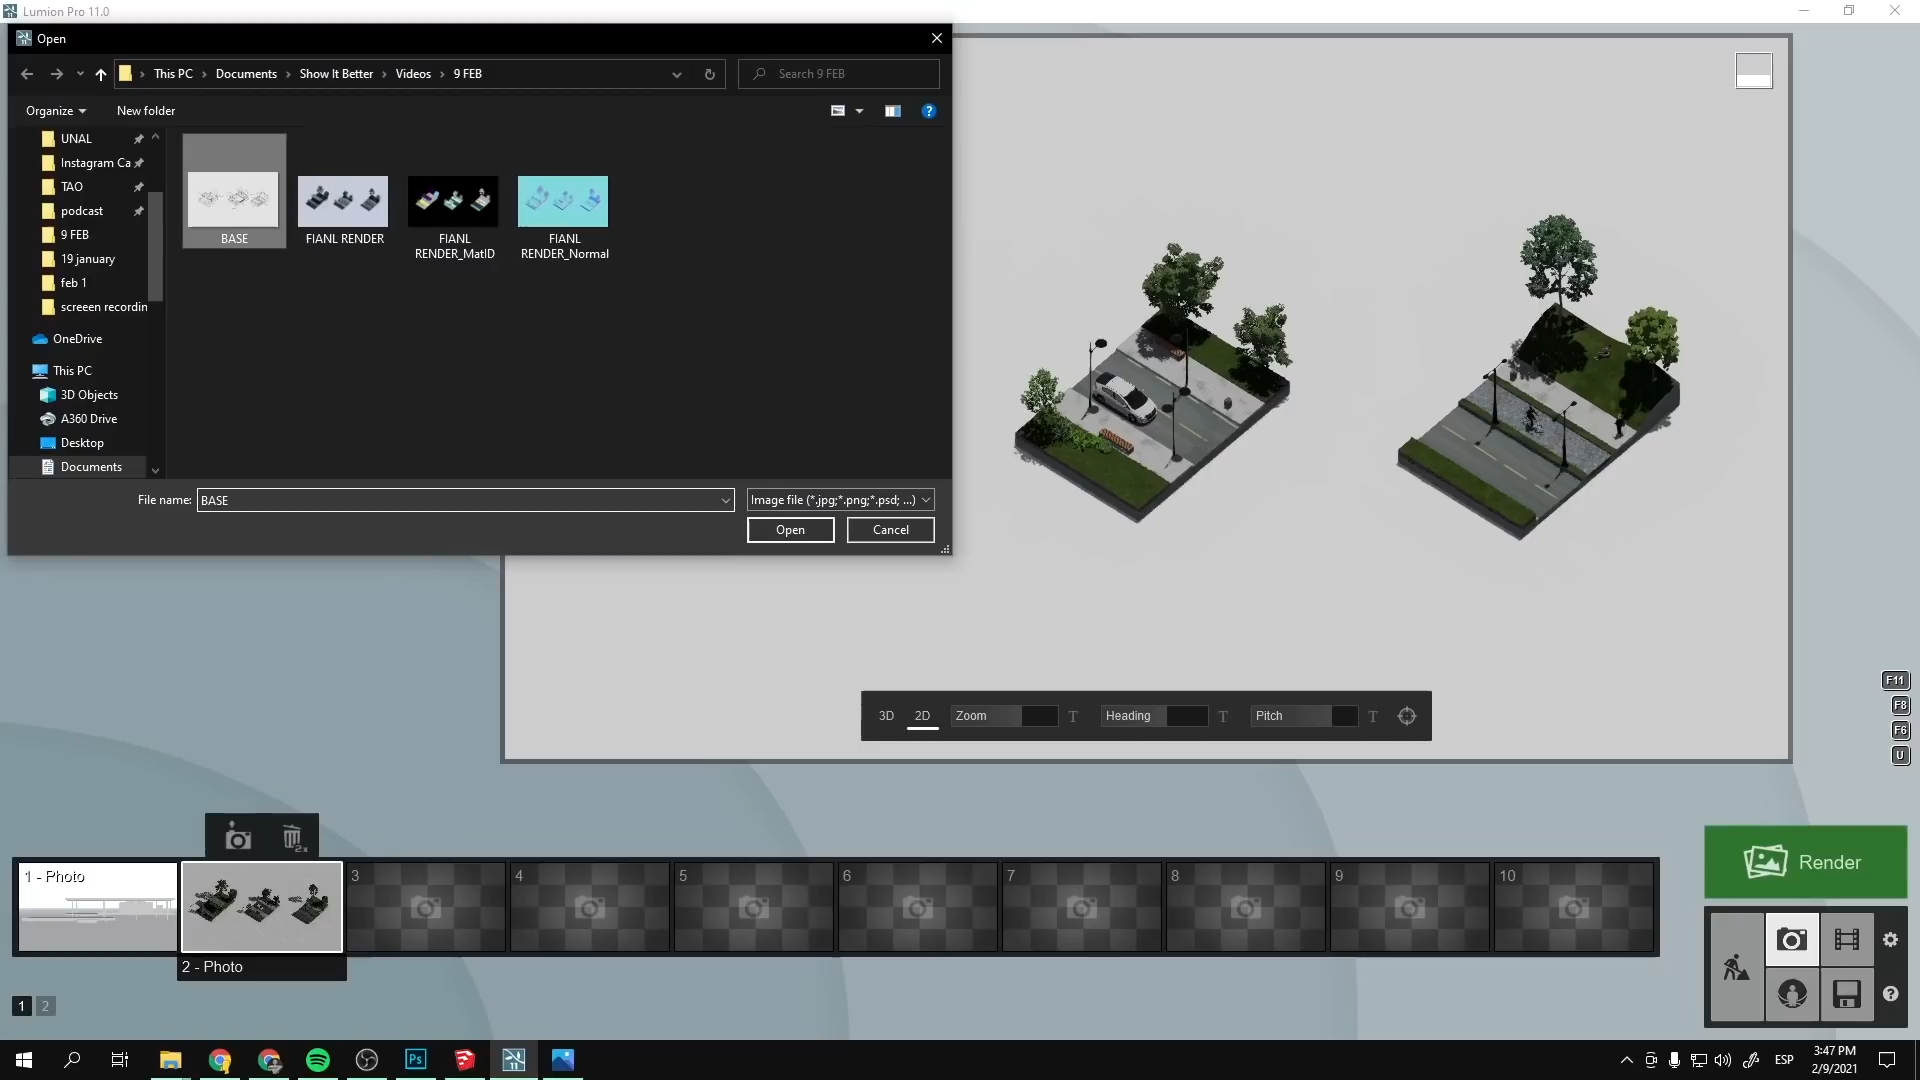 Lumion Pro 11.0
Open
This PC
Documents
Show It Better
Videos
9 FEB
Search 9 FEB
Organize
New folder
UNAL
Instagram Ca
TAO
podcast
9 FEB
19 january
feb 1
screeen recordin
OneDrive
This PC
3D Objects
A360 Drive
Desktop
Documents
BASE
FIANL RENDER
FIANL
RENDER_MatID
FIANL
RENDER_Normal
File name:
BASE
Image file (*.jpg;*.png;*.psd; ...)
Open
Cancel
3D
2D
Zoom
T
Heading
T
Pitch
T
F11
F8
F6
U
2x
1 - Photo
3
4
5
6
7
8
9
10
2 - Photo
Render
1
2
Ps
11
ESP
3:47 PM
2/9/2021